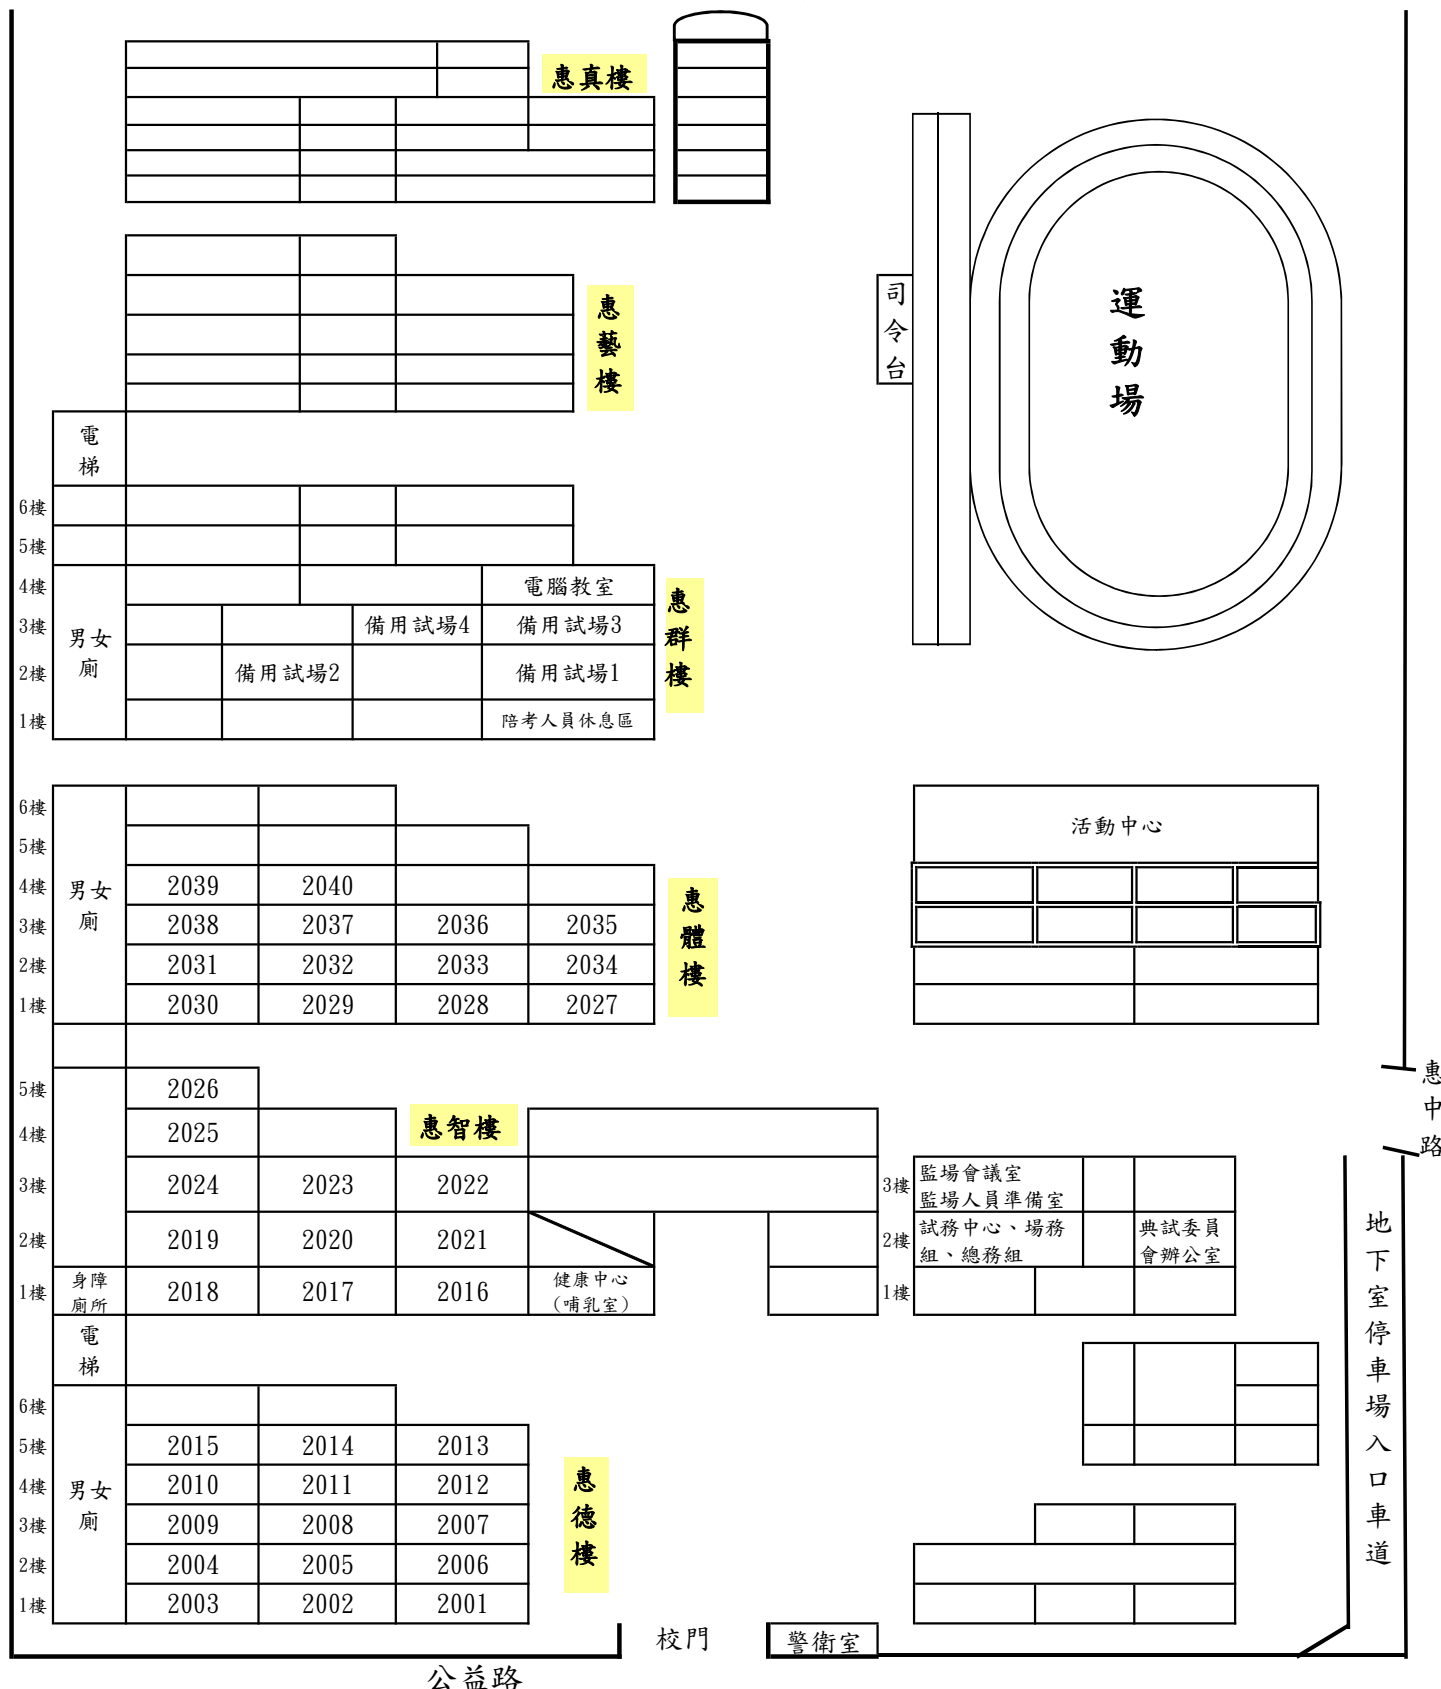 惠真樓
惠藝樓
司令台
運動場
電梯
6樓
5樓
4樓 電腦教室
3樓 備用試場4 備用試場3
男女廁
2樓 備用試場2 備用試場1
1樓 陪考人員休息區
惠群樓
6樓
5樓
4樓 2039 2040
男女廁
3樓 2038 2037 2036 2035
2樓 2031 2032 2033 2034
1樓 2030 2029 2028 2027
惠體樓
活動中心
惠中路
5樓 2026
4樓 2025
惠智樓
3樓 2024 2023 2022
2樓 2019 2020 2021
1樓 身障廁所 2018 2017 2016 健康中心
(哺乳室)
3樓 監場會議室
監場人員準備室
2樓 試務中心、場務
組、總務組
典試委員
會辦公室
1樓
地下室停車場入口車道
電梯
6樓
5樓 2015 2014 2013
4樓 2010 2011 2012
男女廁
3樓 2009 2008 2007
2樓 2004 2005 2006
1樓 2003 2002 2001
惠德樓
校門
警衛室
公益路